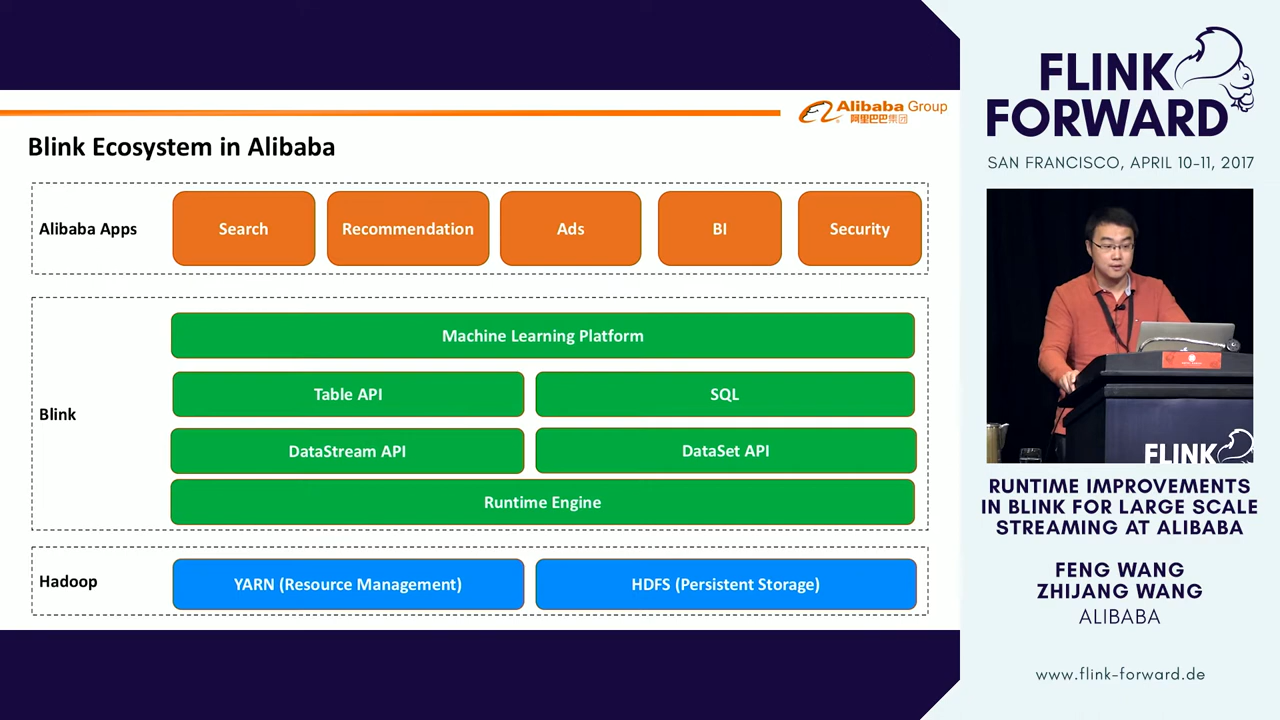 Alibaba Group
阿里巴巴集团
Blink Ecosystem in Alibaba
Alibaba Apps
Search
Recommendation
Ads
BI
Security
Blink
Machine Learning Platform
Table API
SQL
DataStream API
DataSet API
Runtime Engine
Hadoop
YARN (Resource Management)
HDFS (Persistent Storage)
FLINK
FORWARD
SAN FRANCISCO, APRIL 10-11, 2017
FLINK
RUNTIME IMPROVEMENTS
IN BLINK FOR LARGE SCALE
STREAMING AT ALIBABA
FENG WANG
ZHIJANG WANG
ALIBABA
www.flink-forward.de